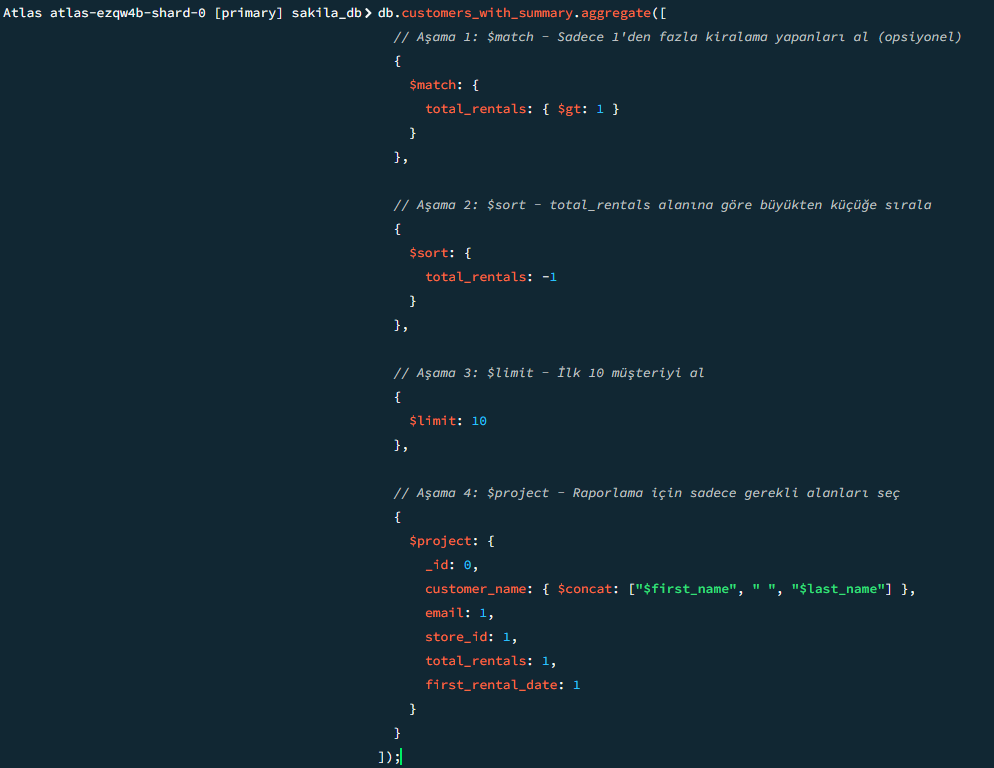 Atlas atlas-ezqw4b-shard-0 [primary] sakila_db> db.customers_with_summary.aggregate([
// Aşama 1: $match - Sadece 1'den fazla kiralama yapanları al (opsiyonel)
{
$match: {
total_rentals: { $gt: 1 }
}
},
// Aşama 2: $sort - total_rentals alanına göre büyükten küçüğe sırala
{
$sort: {
total_rentals: -1
}
},
// Aşama 3: $limit - İlk 10 müşteriyi al
{
$limit: 10
},
// Aşama 4: $project - Raporlama için sadece gerekli alanları seç
{
$project: {
_id: 0,
customer_name: { $concat: ["$first_name", " ", "$last_name"] },
email: 1,
store_id: 1,
total_rentals: 1,
first_rental_date: 1
}
}
]);